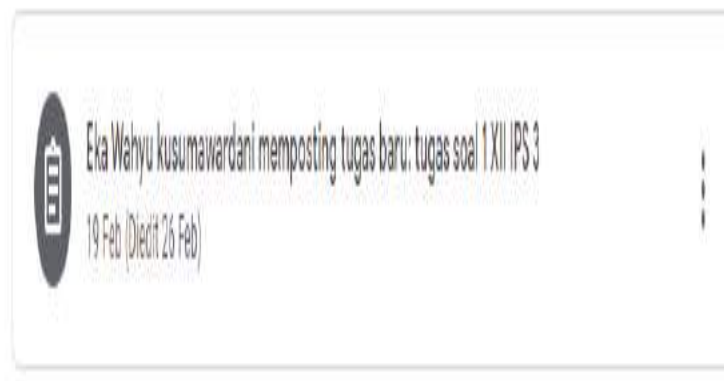 Eka Wahyu kusumawardani memposting tugas baru: tugas soal 1 XII IPS 3
19 Feb (Diedit 26 Feb)